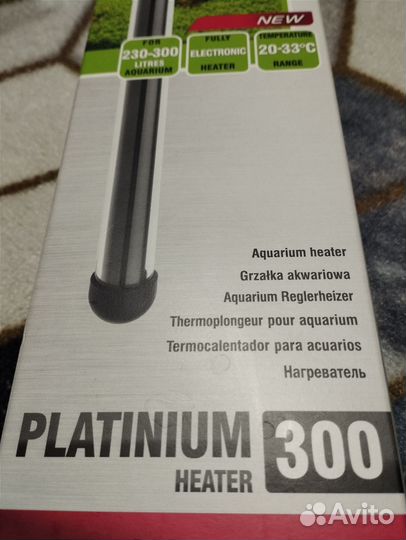 NEW
FOR
230-300
LITRES
AQUARIUM
FULLY
ELECTRONIC
HEATER
TEMPERATURE
20-33°C
RANGE
Aquarium heater
Grzałka akwariowa
Aquarium Reglerheizer
Thermoplongeur pour aquarium
Termocalentador para acuarios
Нагреватель
PLATINIUM
HEATER
300
Avito